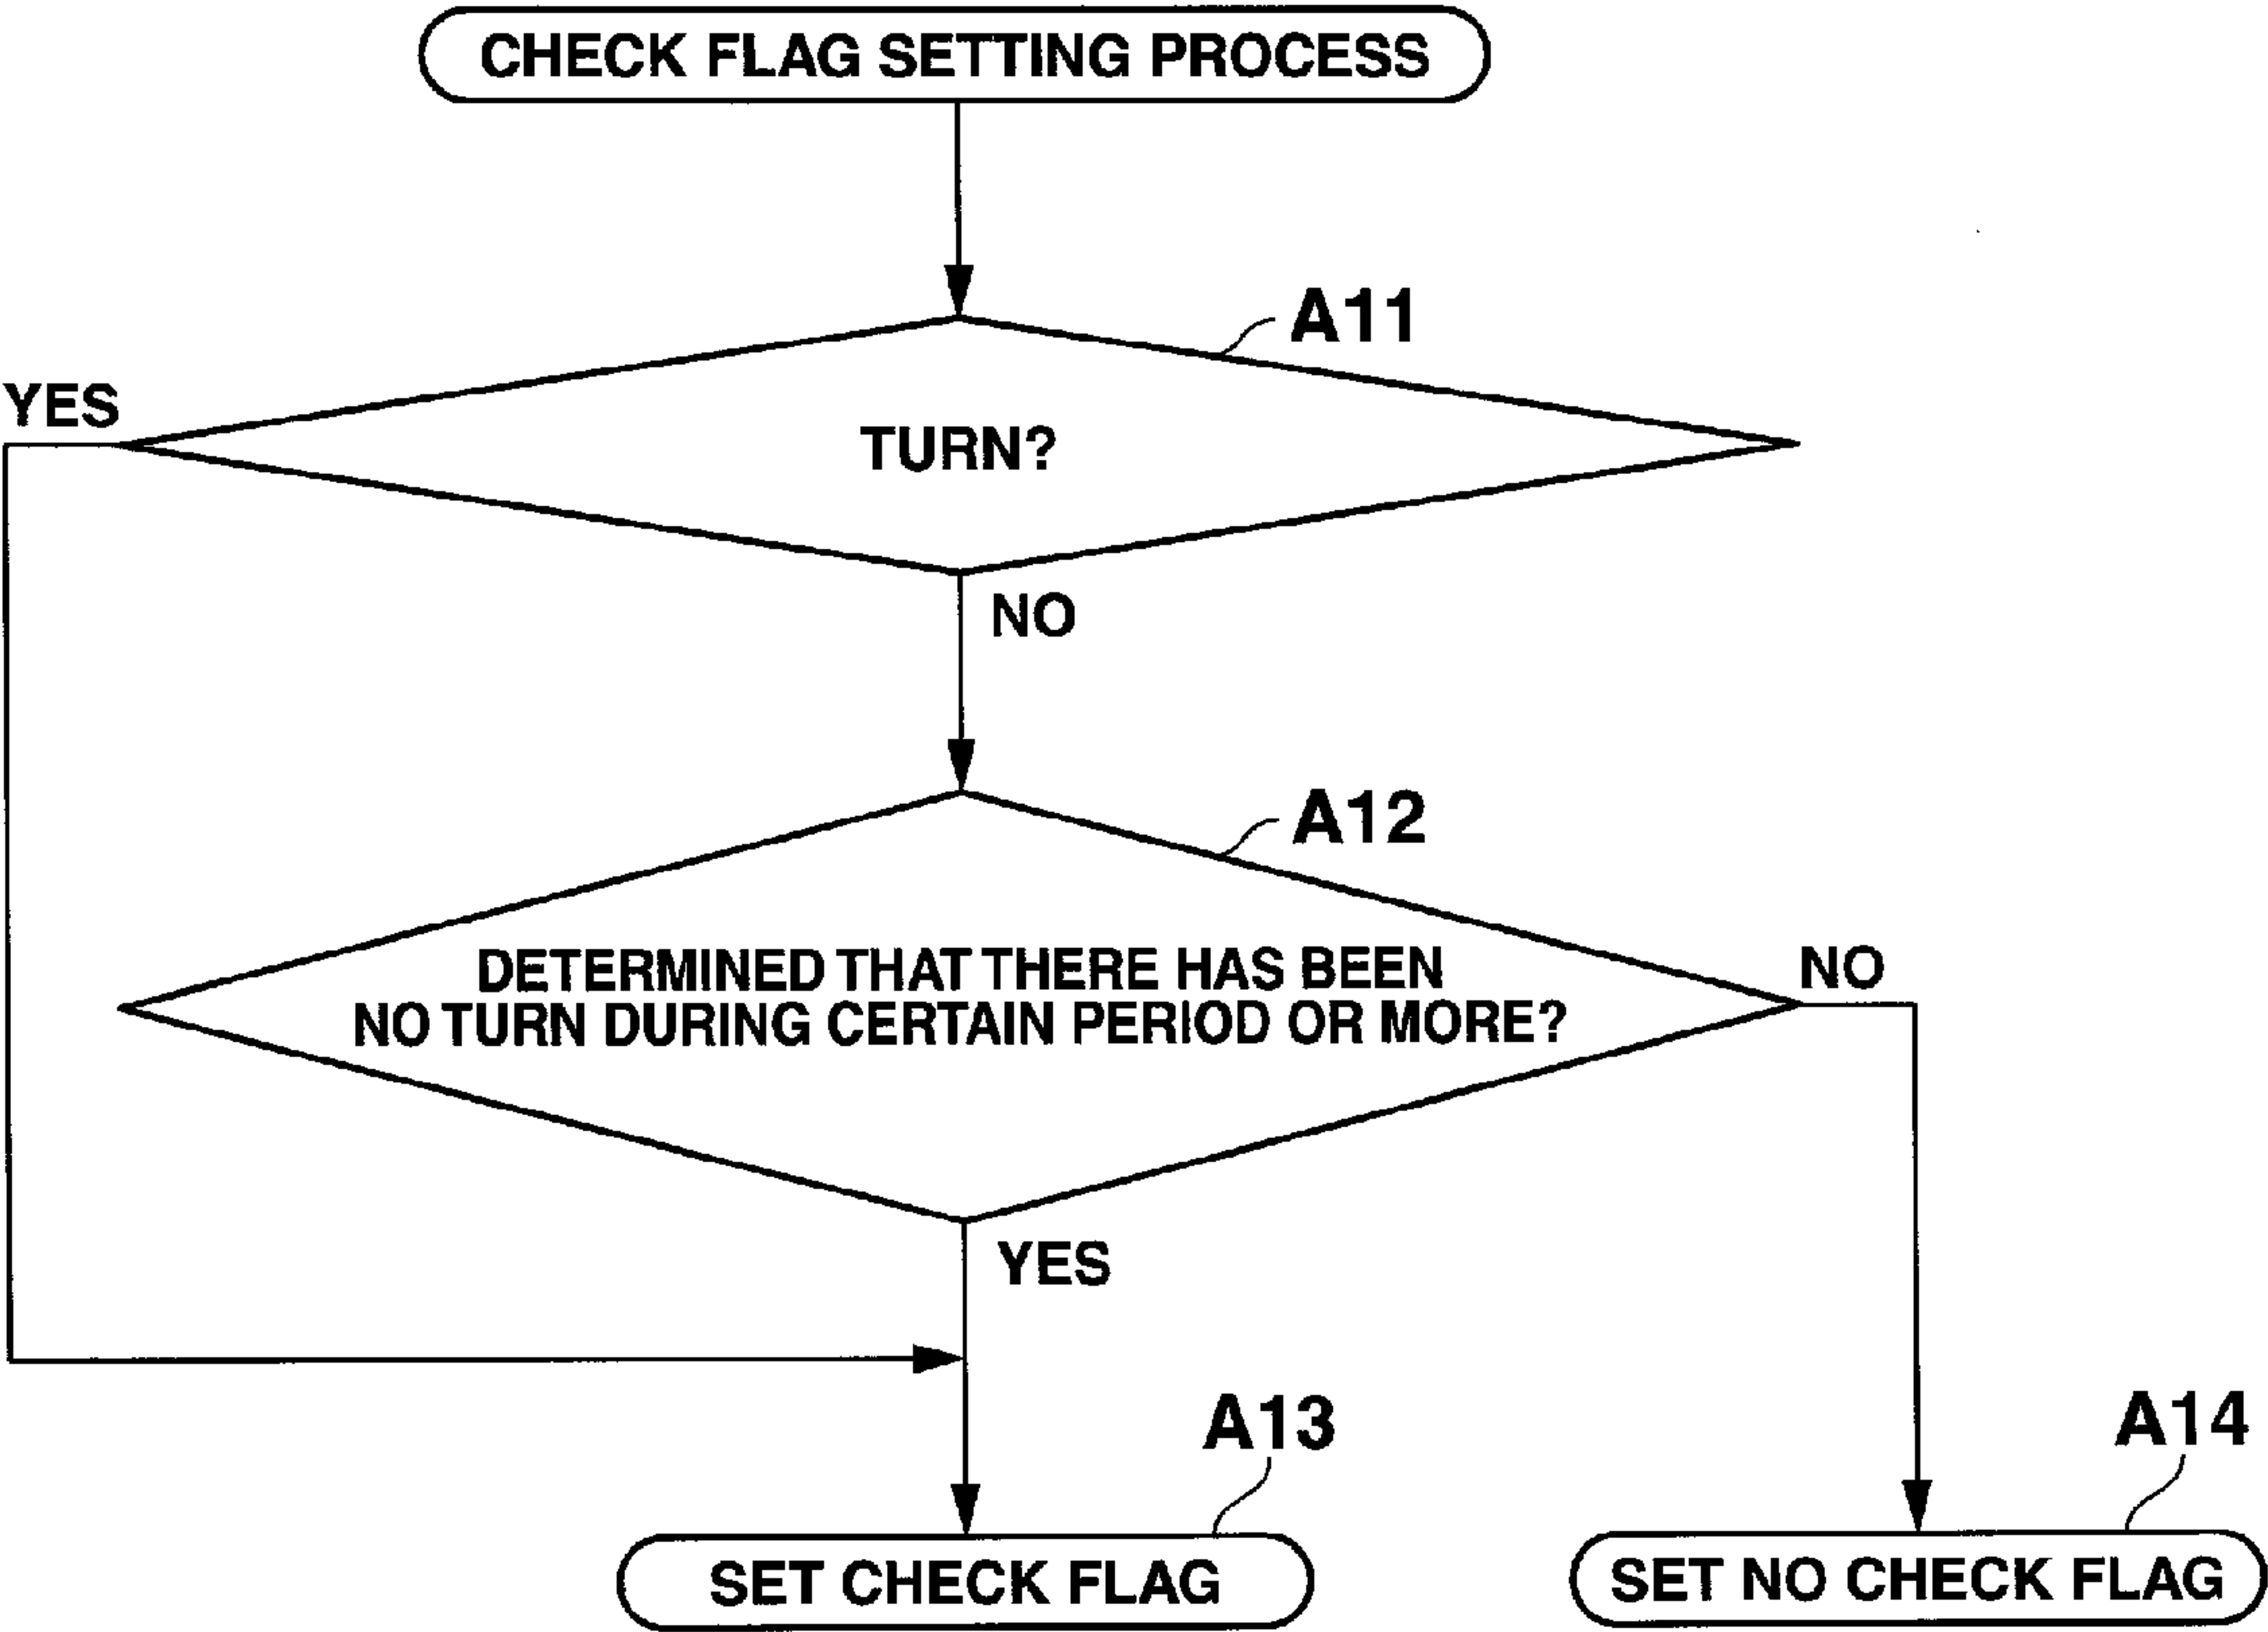 CHECK FLAG SETTING PROCESS
A11
YES
TURN?
NO
A12
DETERMINED THAT THERE HAS BEEN
NO TURN DURING CERTAIN PERIOD OR MORE?
NO
YES
A13
A14
SET CHECK FLAG
SET NO CHECK FLAG